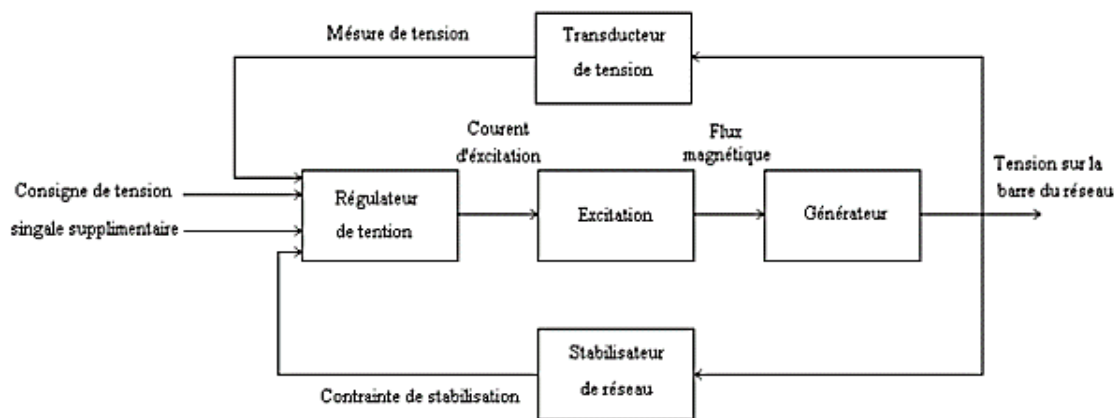 Mésure de tension
Transducteur
de tension
Courent
d'éxcitation
Flux
magnétique
Tension sur la
barre du réseau
Consigne de tension
singale supplimentaire
Régulateur
de tention
Excitation
Générateur
Contrainte de stabilisation
Stabilisateur
de réseau